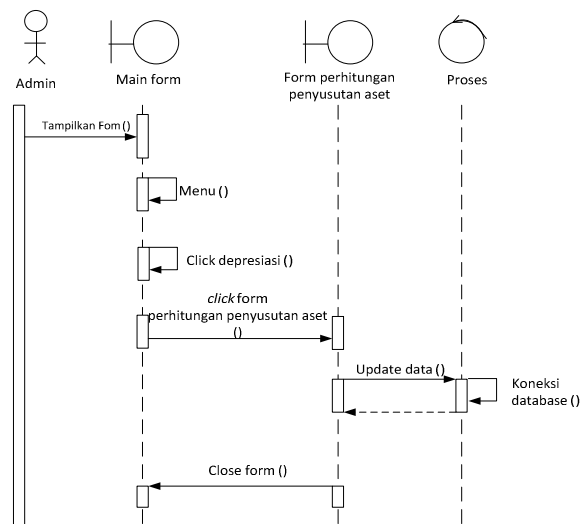 Admin
Main form
Form perhitungan
penyusutan aset
Proses
Tampilkan Fom ()
Menu ()
Click depresiasi ()
click form
perhitungan penyusutan aset
()
Update data ()
Koneksi
database ()
Close form ()